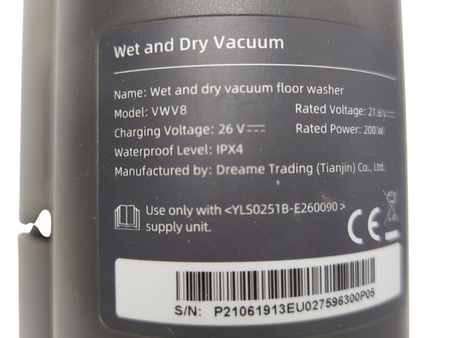 Wet and Dry Vacuum
Name: Wet and dry vacuum floor washer
Model: VWV8 Rated Voltage: 21.6 V
Charging Voltage: 26 V Rated Power: 200 W
Waterproof Level: IPX4
Manufactured by: Dreame Trading (Tianjin) Co., Ltd.
Use only with <YLS0251B-E260090>
supply unit.
CE
S/N: P21061913EU027596300P06